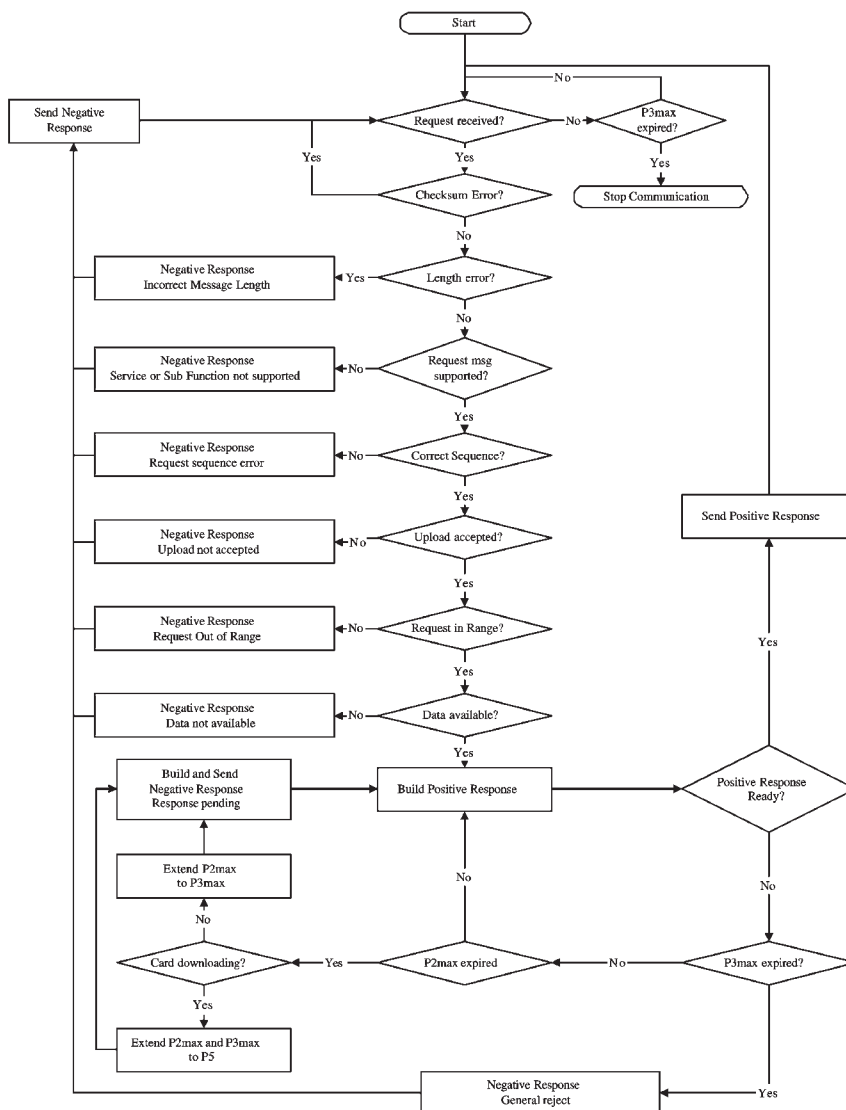 Start
No
Send Negative
Response
Request received?
No
P3max
expired?
Yes
Yes
Yes
Checksum Error?
Stop Communication
No
Negative Response
Incorrect Message Length
Yes
Length error?
No
Negative Response
Service or Sub Function not supported
No
Request msg
supported?
Yes
Negative Response
Request sequence error
No
Correct Sequence?
Yes
Send Positive Response
Negative Response
Upload not accepted
No
Upload accepted?
Yes
Negative Response
Request Out of Range
No
Request in Range?
Yes
Yes
Negative Response
Data not available
No
Data available?
Yes
Build and Send
Negative Response
Response pending
Build Positive Response
Positive Response
Ready?
Extend P2max
to P3max
No
No
No
Card downloading?
Yes
P2max expired
No
P3max expired?
Yes
Extend P2max and P3max
to P5
Negative Response
General reject
Yes